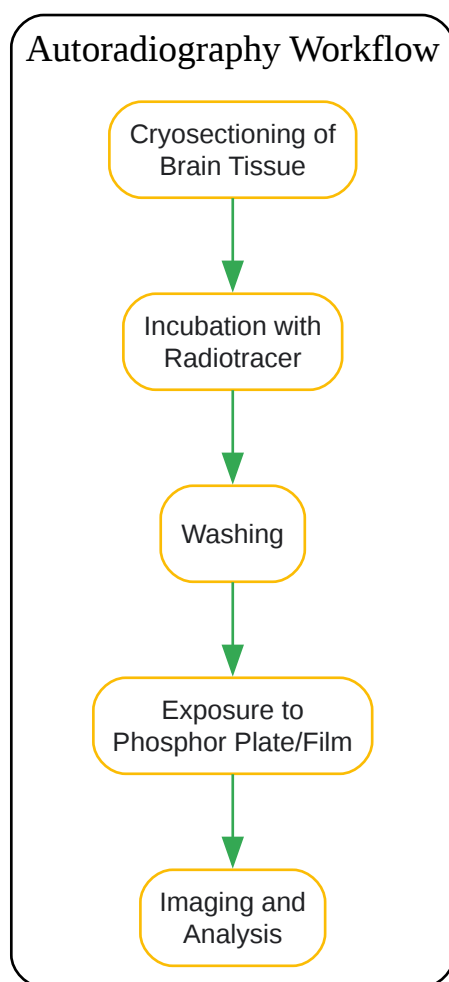 Autoradiography Workflow
Cryosectioning of
Brain Tissue
Incubation with
Radiotracer
Washing
Exposure to
Phosphor Plate/Film
Imaging and
Analysis